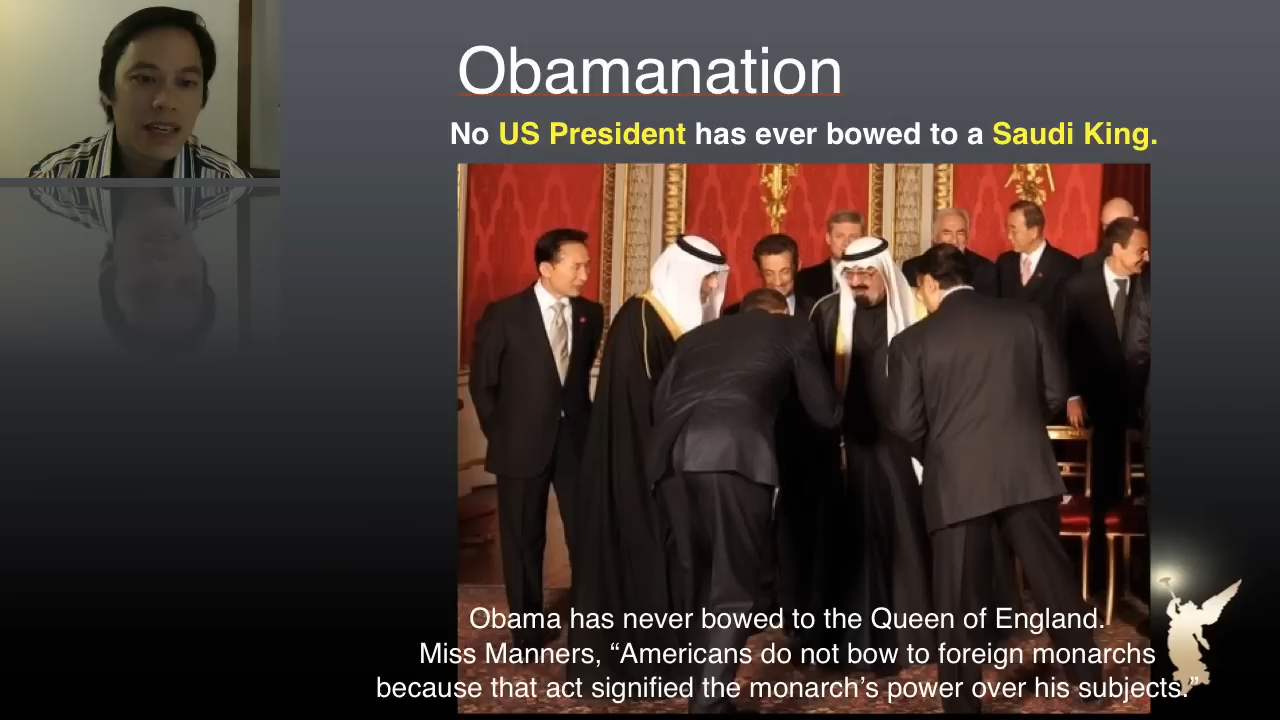 Obamanation
No US President has ever bowed to a Saudi King.
Obama has never bowed to the Queen of England.
Miss Manners, “Americans do not bow to foreign monarchs
because that act signified the monarch’s power over his subjects.”